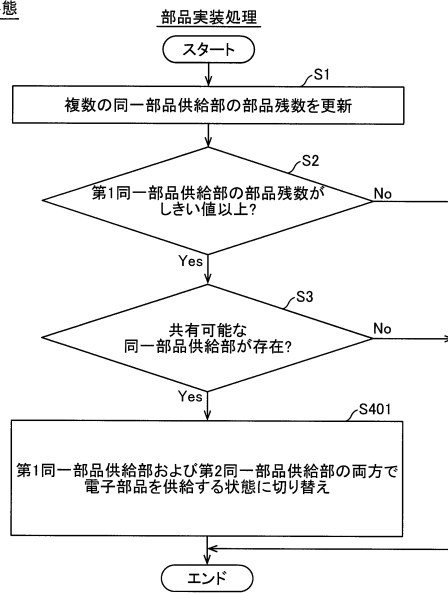 態
部品実装処理
スタート
S1
複数の同一部品供給部の部品残数を更新
S2
第1同一部品供給部の部品残数が
しきい値以上?
No
Yes
S3
共有可能な
同一部品供給部が存在?
No
Yes
S401
第1同一部品供給部および第2同一部品供給部の両方で
電子部品を供給する状態に切り替え
エンド